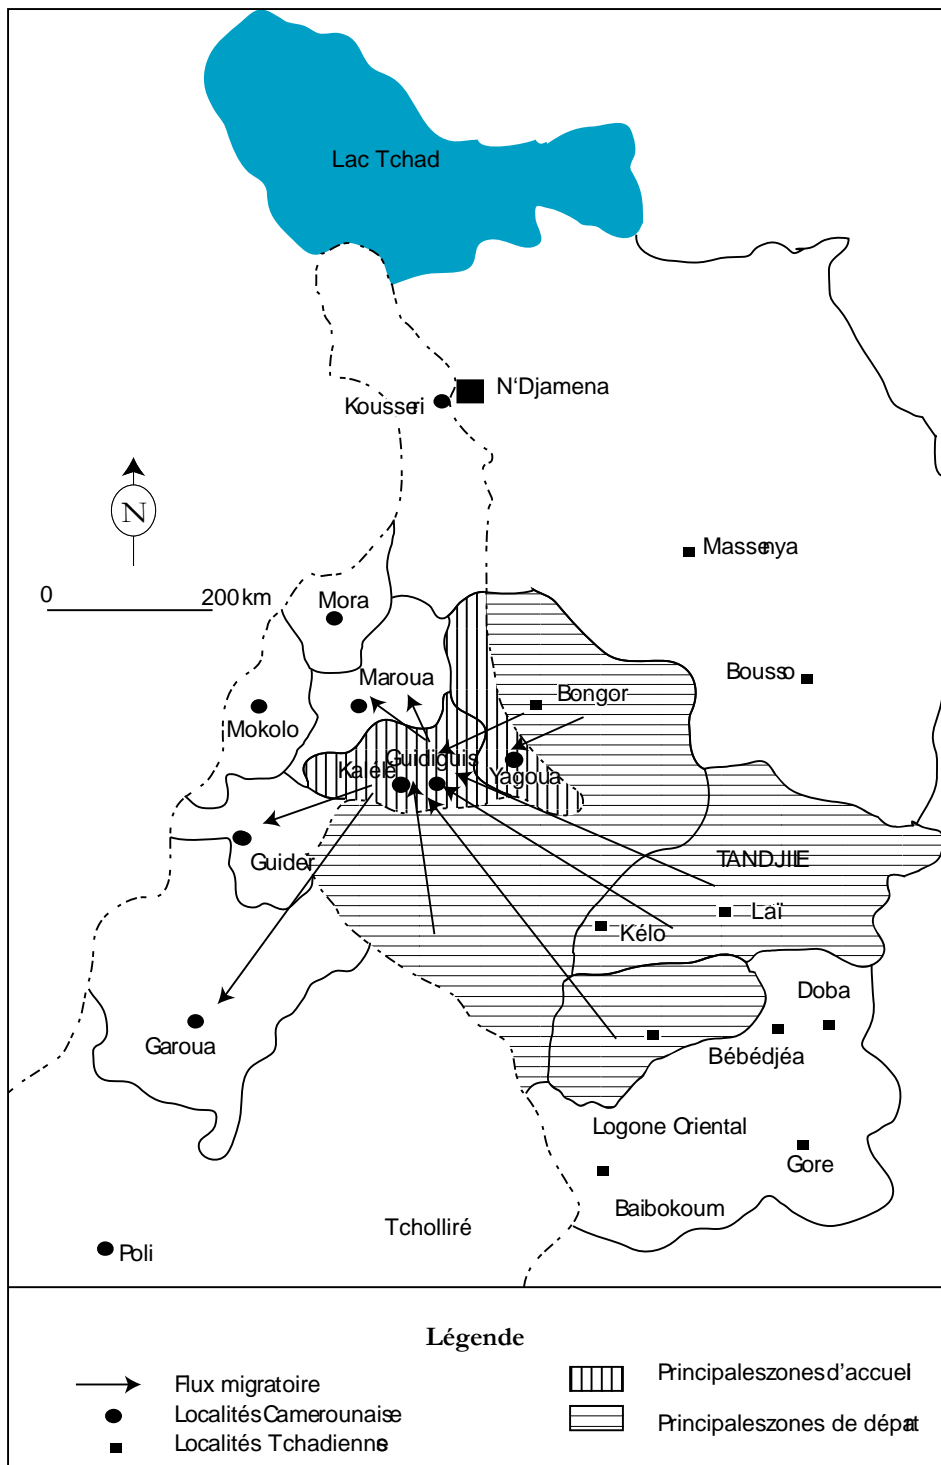 Lac Tchad
N'Djamena
Kousseri
N
Massenya
0 200 km
Mora
Maroua
Bousso
Bongor
Mokolo
Guidiguis
Kaélé
Yagoua
Guider
TANDJILE
Laï
Kélo
Doba
Garoua
Bébédjéa
Logone Oriental
Gore
Baibokoum
Tcholliré
Poli
Légende
Flux migratoire
Principales zones d'accueil
Localités Camerounaise
Principales zones de départ
Localités Tchadiennes